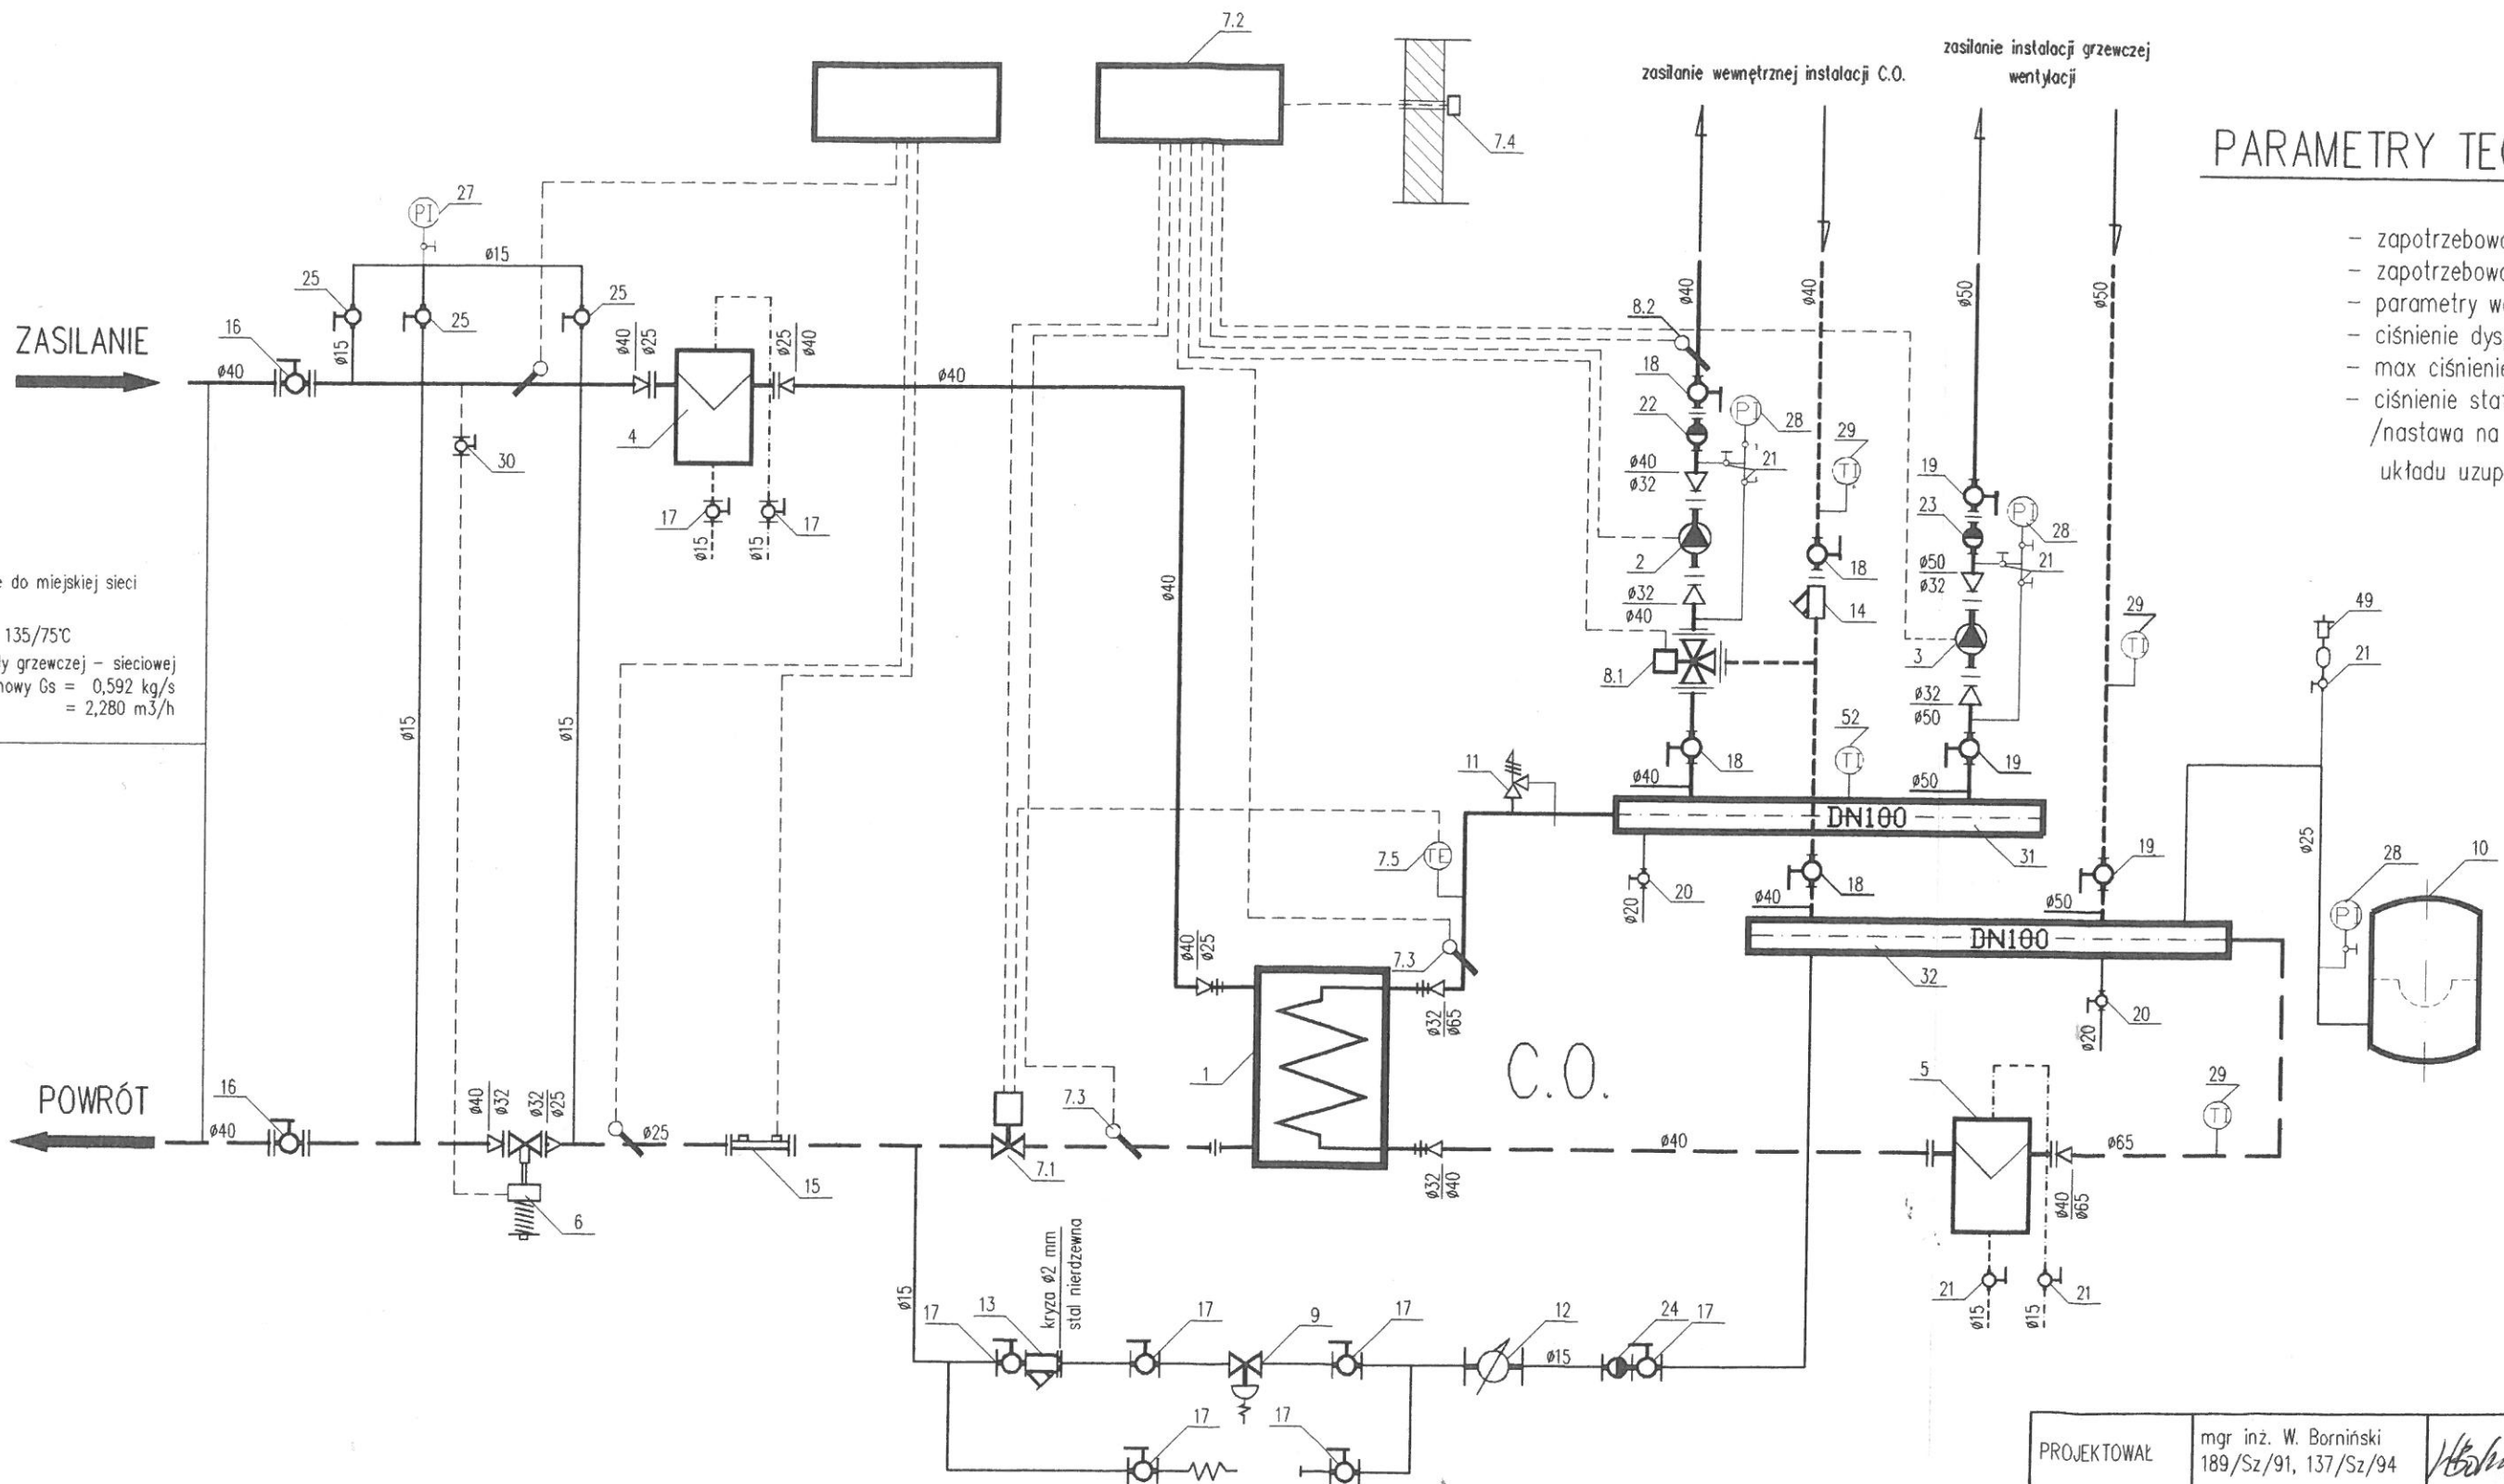 7.2
zasilanie wewnętrznej instalacji C.O.
zasilanie instalacji grzewczej
wentylacji
7.4
PARAMETRY
- zapotrzebowa
- zapotrzebowa
- parametry
- ciśnienie dys
- max ciśnienie
- ciśnienie sta
/nastawa na
układu uzup
27
PI
ø15
25
25
25
16
ZASILANIE
ø40
ø15
ø40
ø25
ø25
ø40
ø40
4
30
17
17
ø15
ø15
8.2
ø40
ø40
ø50
ø50
18
22
PI
28
29
TI
21
ø40
ø32
2
18
14
ø32
ø40
8.1
19
23
PI
28
21
ø50
ø32
3
29
TI
ø32
ø50
49
21
do miejskiej sieci
135/75°C
grzewczej - sieciowej
Gs = 0,592 kg/s
= 2,280 m3/h
ø15
ø15
ø40
52
TI
18
19
11
ø40
ø50
DN100
31
7.5
TE
20
ø20
18
19
ø40
ø50
ø25
28
PI
10
DN100
32
20
ø20
7.3
ø40
ø25
ø32
ø65
1
C.O.
POWRÓT
16
ø40
ø40
ø32
ø32
ø25
ø25
6
15
7.1
7.3
ø32
ø40
ø40
5
29
TI
ø65
ø40
ø65
21
21
ø15
ø15
ø15
17
13
kryza ø2 mm
stal nierdzewna
17
9
17
12
ø15
24
17
17
17
PROJEKTOWAŁ
mgr inż. W. Borniński
189/Sz/91, 137/Sz/94